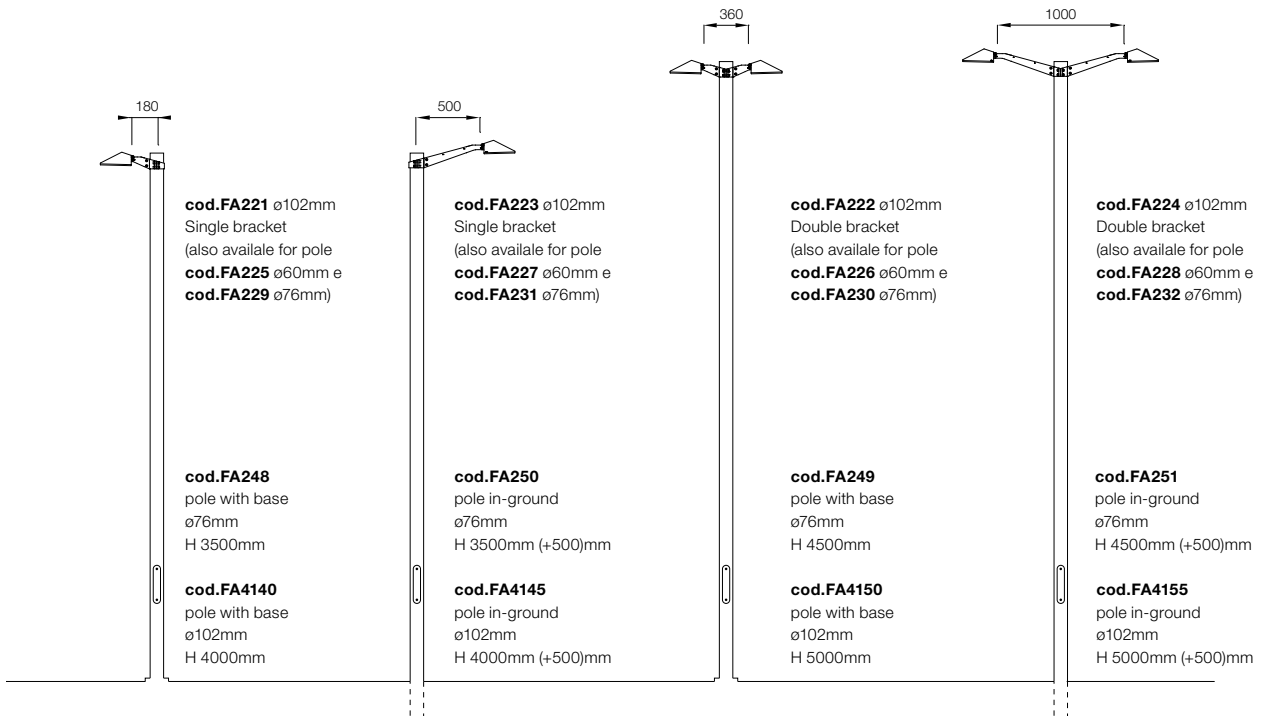 180
500
360
1000
cod.FA221 ø102mm
Single bracket
(also availale for pole
cod.FA225 ø60mm e
cod.FA229 ø76mm)
cod.FA223 ø102mm
Single bracket
(also availale for pole
cod.FA227 ø60mm e
cod.FA231 ø76mm)
cod.FA222 ø102mm
Double bracket
(also availale for pole
cod.FA226 ø60mm e
cod.FA230 ø76mm)
cod.FA224 ø102mm
Double bracket
(also availale for pole
cod.FA228 ø60mm e
cod.FA232 ø76mm)
cod.FA248
pole with base
ø76mm
H 3500mm
cod.FA250
pole in-ground
ø76mm
H 3500mm (+500)mm
cod.FA249
pole with base
ø76mm
H 4500mm
cod.FA251
pole in-ground
ø76mm
H 4500mm (+500)mm
cod.FA4140
pole with base
ø102mm
H 4000mm
cod.FA4145
pole in-ground
ø102mm
H 4000mm (+500)mm
cod.FA4150
pole with base
ø102mm
H 5000mm
cod.FA4155
pole in-ground
ø102mm
H 5000mm (+500)mm